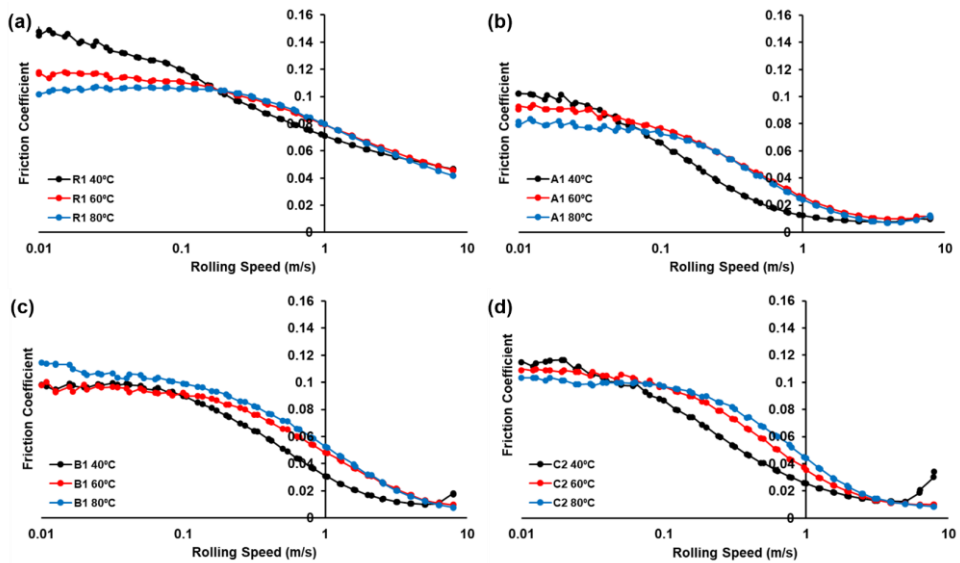 (a)
0.16
0.14
0.12
0.1
0.08
0.06
0.04
0.02
0
Friction Coefficient
R1 40ºC
R1 60ºC
R1 80ºC
0.01 0.1 1
Rolling Speed (m/s)
(b)
0.16
0.14
0.12
0.1
0.08
0.06
0.04
0.02
0
Friction Coefficient
A1 40ºC
A1 60ºC
A1 80ºC
0.01 0.1 1
Rolling Speed (m/s)
(c)
0.16
0.14
0.12
0.1
0.08
0.06
0.04
0.02
0
Friction Coefficient
B1 40ºC
B1 60ºC
B1 80ºC
0.01 0.1 1
Rolling Speed (m/s)
(d)
0.16
0.14
0.12
0.1
0.08
0.06
0.04
0.02
0
Friction Coefficient
C2 40ºC
C2 60ºC
C2 80ºC
0.01 0.1 1
Rolling Speed (m/s)